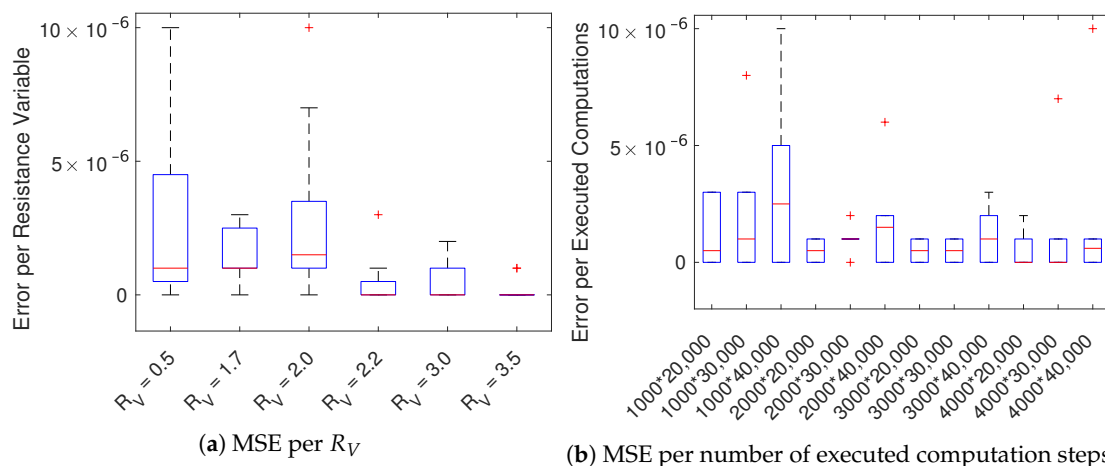 Error per Resistance Variable
10 × 10^-6
5 × 10^-6
0
R_V = 0.5
R_V = 1.7
R_V = 2.0
R_V = 2.2
R_V = 3.0
R_V = 3.5
(a) MSE per R_V
Error per Executed Computations
10 × 10^-6
5 × 10^-6
0
1000*20,000
1000*30,000
1000*40,000
2000*20,000
2000*30,000
2000*40,000
3000*20,000
3000*30,000
3000*40,000
4000*20,000
4000*30,000
4000*40,000
(b) MSE per number of executed computation steps